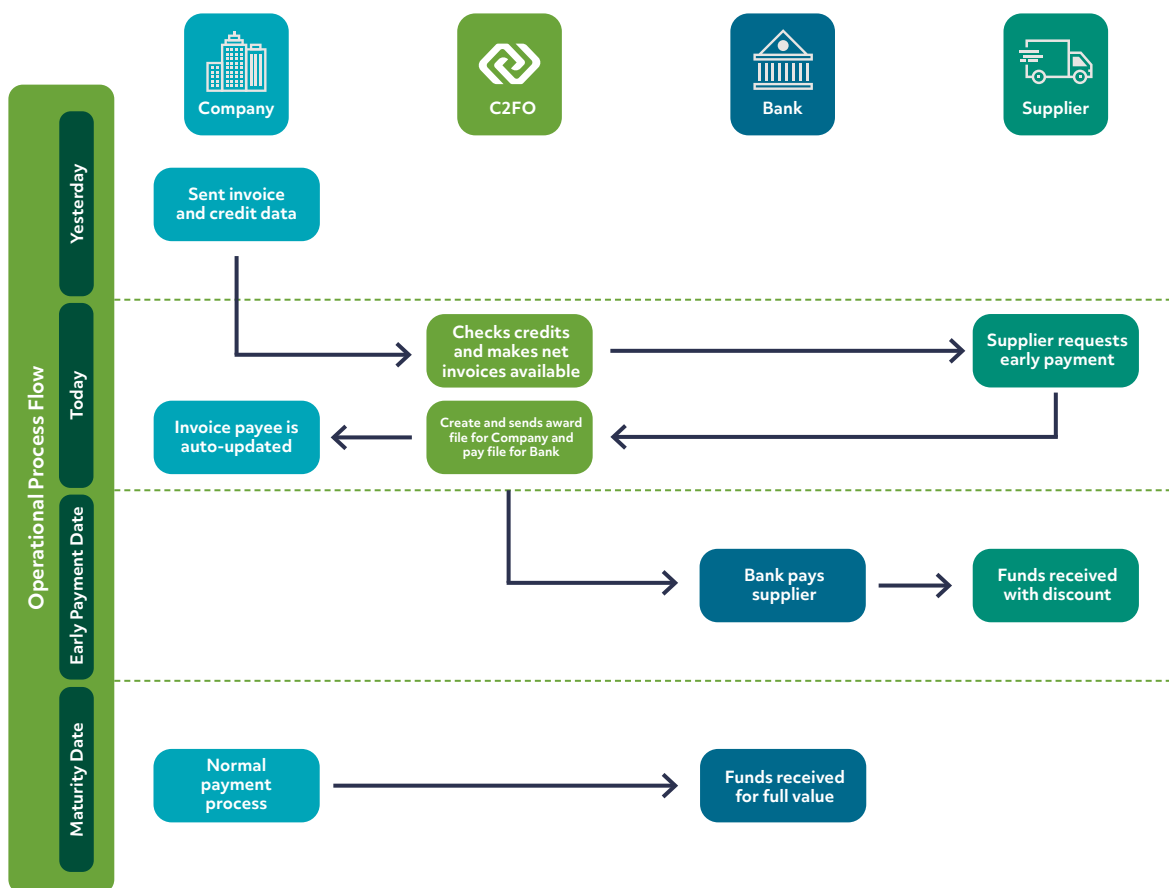 Company
C2FO
Bank
Supplier
Operational Process Flow
Yesterday
Sent invoice
and credit data
Today
Checks credits
and makes net
invoices available
Supplier requests
early payment
Invoice payee is
auto-updated
Create and sends award
file for Company and
pay file for Bank
Early Payment Date
Bank pays
supplier
Funds received
with discount
Maturity Date
Normal
payment
process
Funds received
for full value